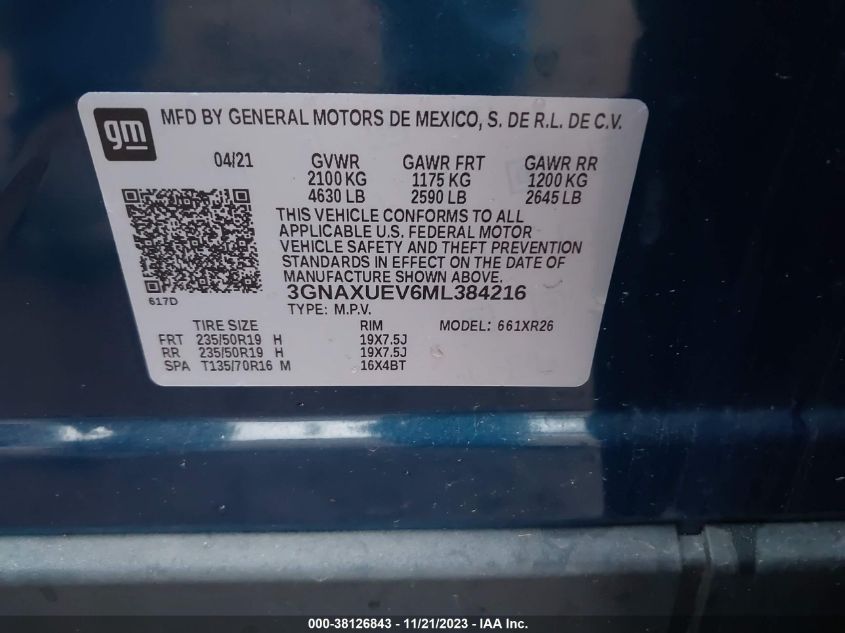 gm
MFD BY GENERAL MOTORS DE MEXICO, S. DE R.L. DE C.V.
04/21 GVWR GAWR FRT GAWR RR
2100 KG 1175 KG 1200 KG
4630 LB 2590 LB 2645 LB
THIS VEHICLE CONFORMS TO ALL
APPLICABLE U.S. FEDERAL MOTOR
VEHICLE SAFETY AND THEFT PREVENTION
STANDARDS IN EFFECT ON THE DATE OF
MANUFACTURE SHOWN ABOVE.
617D
3GNAXUEV6ML384216
TYPE: M.P.V.
TIRE SIZE RIM MODEL: 661XR26
FRT 235/50R19 H 19X7.5J
RR 235/50R19 H 19X7.5J
SPA T135/70R16 M 16X4BT
000-38126843 / 11/21/2023 - IAA Inc.